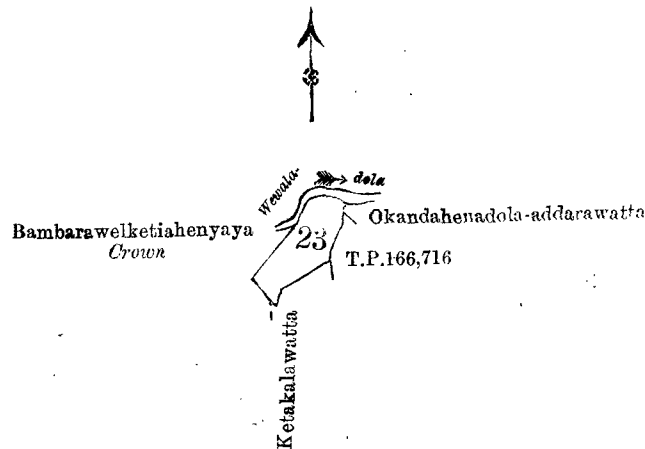 Wewala-
dola
Okandahenadola-addarawatta
Bambarawelketiahenyaya
Crown
23
T.P.166,716
Ketakalawatta